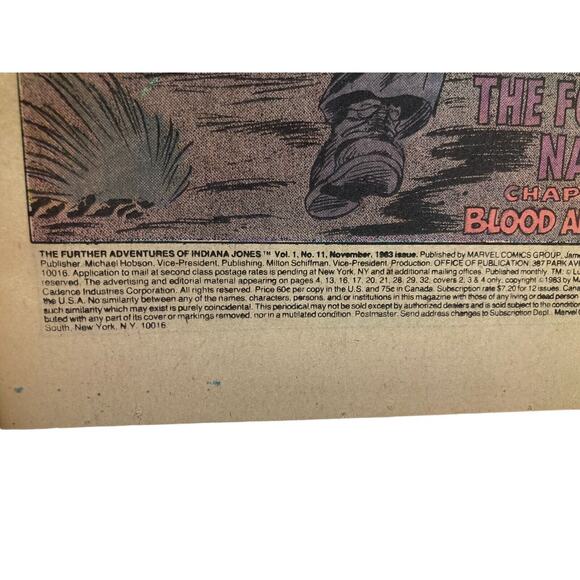 THE FO
NA
CHAP
BLOOD A
THE FURTHER ADVENTURES OF INDIANA JONES™ Vol. 1, No. 11, November, 1983 issue. Published by MARVEL COMICS GROUP, Jame
Publisher. Michael Hobson, Vice-President, Publishing. Milton Schiffman, Vice-President, Production. OFFICE OF PUBLICATION: 387 PARK AVE
10016. Application to mail at second class postage rates is pending at New York, NY and at additional mailing offices. Published monthly. TM: © L
reserved. The advertising and editorial material appearing on pages 4, 13, 16, 17, 20, 21, 28, 29, 32, covers 2, 3 & 4 only, copyright ©1983 by M
Cadence Industries Corporation. All rights reserved. Price 60¢ per copy in the U.S. and 75¢ in Canada. Subscription rate $7.20 for 12 issues. Cana
the U.S.A. No similarity between any of the names, characters, persons, and/or institutions in this magazine with those of any living or dead person
such similarity which may exist is purely coincidental. This periodical may not be sold except by authorized dealers and is sold
buted with any part of its cover or markings removed, nor in a mutilated condition. Postmaster: Send address changes to Subscription Dept., Marvel C
South, New York, N.Y. 10016.